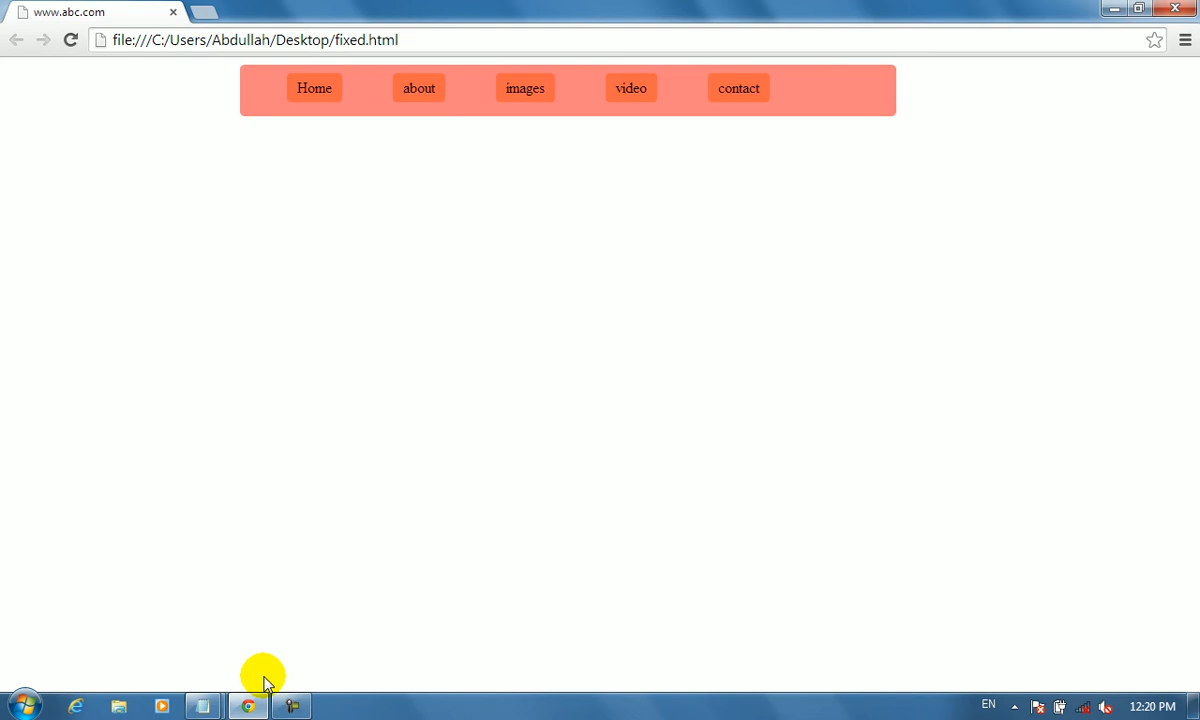 www.abc.com
file:///C:/Users/Abdullah/Desktop/fixed.html
Home about images video contact
EN 12:20 PM